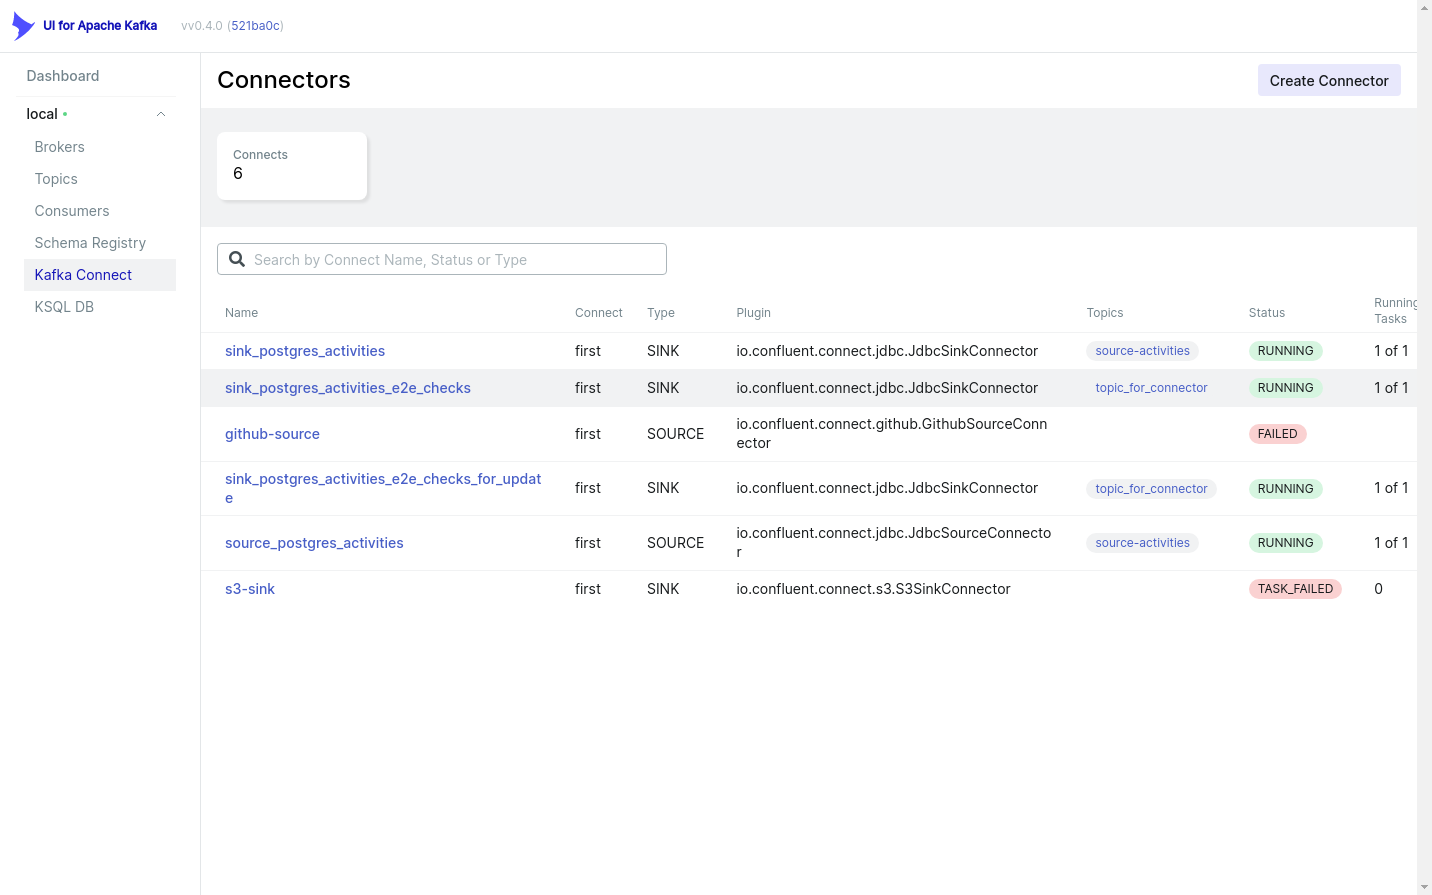 UI for Apache Kafka vv0.4.0 (521ba0c)
Dashboard
local
Brokers
Topics
Consumers
Schema Registry
Kafka Connect
KSQL DB
Connectors
Create Connector
Connects
6
Search by Connect Name, Status or Type
Name Connect Type Plugin Topics Status Running
Tasks
sink_postgres_activities first SINK io.confluent.connect.jdbc.JdbcSinkConnector source-activities RUNNING 1 of 1
sink_postgres_activities_e2e_checks first SINK io.confluent.connect.jdbc.JdbcSinkConnector topic_for_connector RUNNING 1 of 1
github-source first SOURCE io.confluent.connect.github.GithubSourceConn
ector FAILED
sink_postgres_activities_e2e_checks_for_updat
e first SINK io.confluent.connect.jdbc.JdbcSinkConnector topic_for_connector RUNNING 1 of 1
source_postgres_activities first SOURCE io.confluent.connect.jdbc.JdbcSourceConnecto
r source-activities RUNNING 1 of 1
s3-sink first SINK io.confluent.connect.s3.S3SinkConnector TASK_FAILED 0